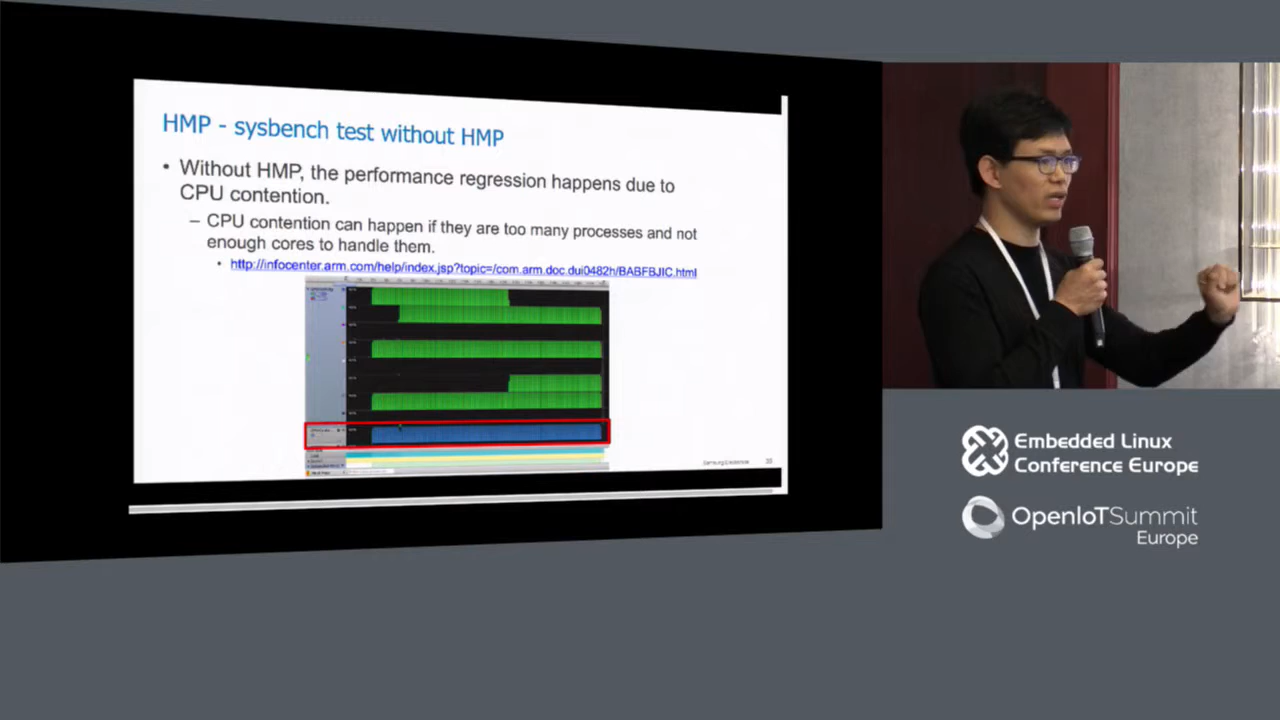 HMP - sysbench test without HMP
• Without HMP, the performance regression happens due to
CPU contention.
– CPU contention can happen if they are too many processes and not
enough cores to handle them.
• http://infocenter.arm.com/help/index.jsp?topic=/com.arm.doc.dui0482h/BABFBJIC.html
Embedded Linux
Conference Europe
OpenIoTSummit
Europe